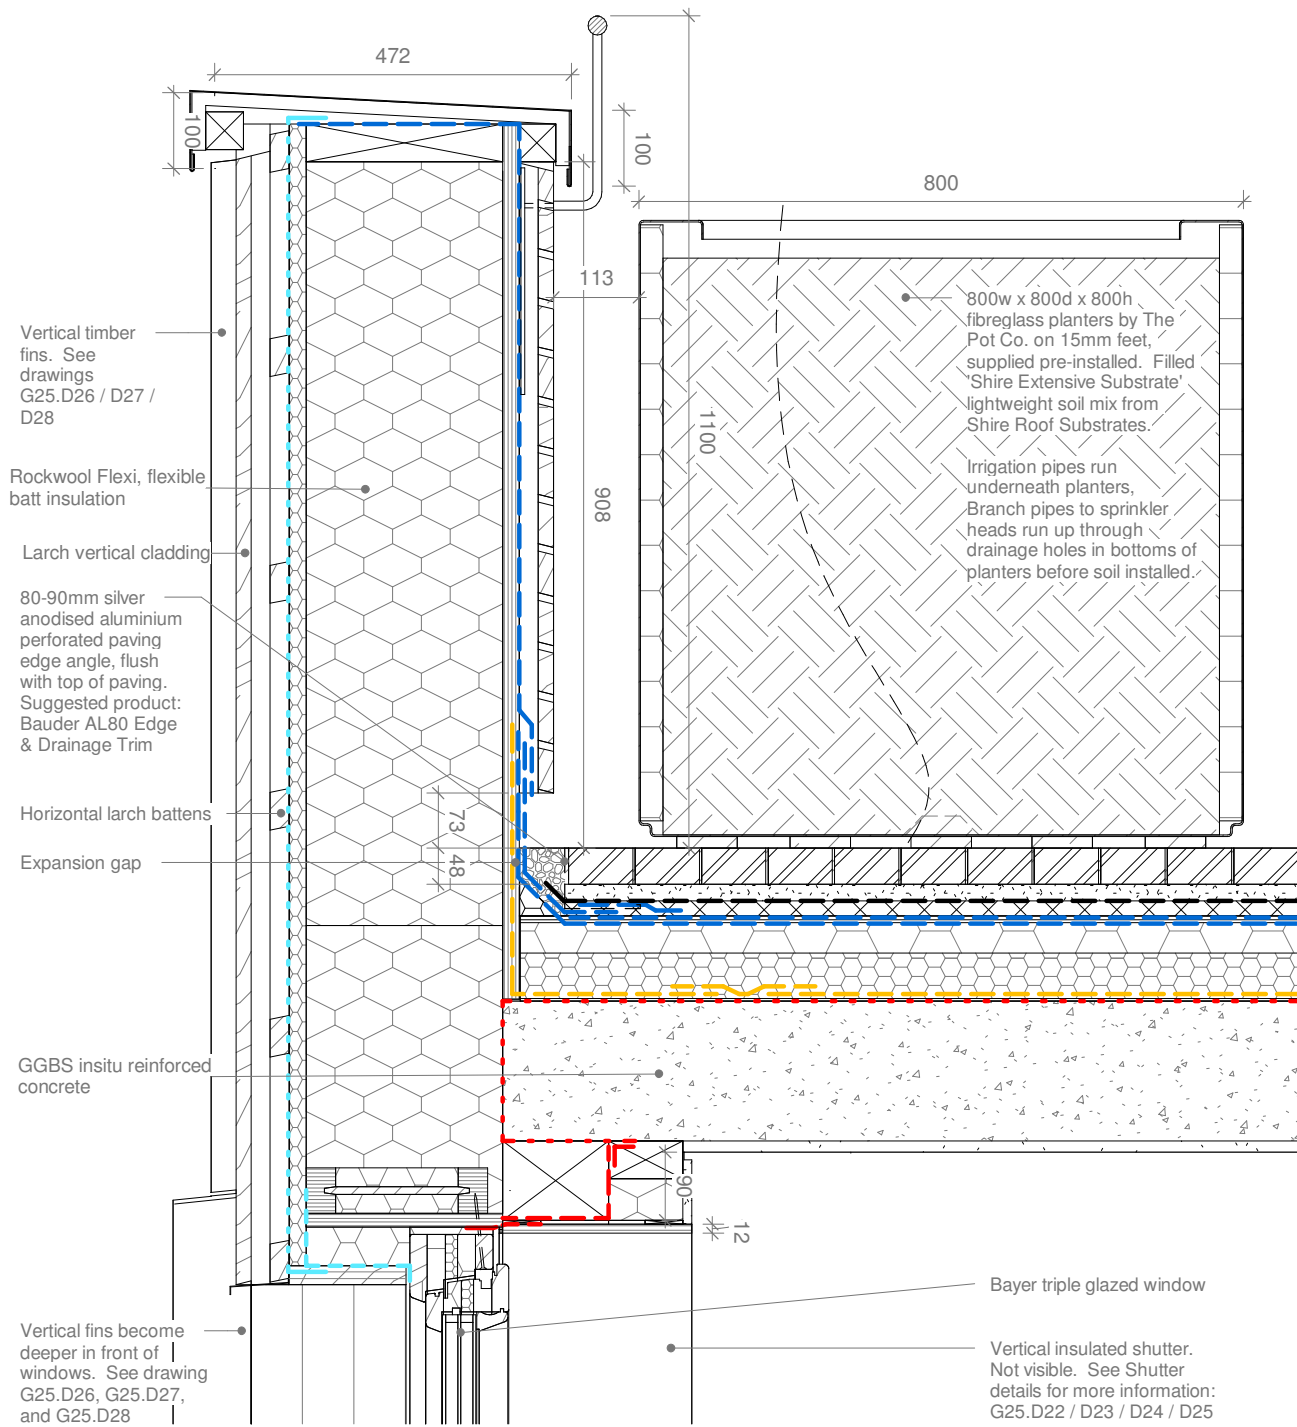 472
100
100
800
113
Vertical timber
fins. See
drawings
G25.D26 / D27 /
D28
800w x 800d x 800h
fibreglass planters by The
Pot Co. on 15mm feet,
supplied pre-installed. Filled
'Shire Extensive Substrate'
lightweight soil mix from
Shire Roof Substrates.
1100
Rockwool Flexi, flexible
batt insulation
Irrigation pipes run
underneath planters,
Branch pipes to sprinkler
heads run up through
drainage holes in bottoms of
planters before soil installed.
908
Larch vertical cladding
80-90mm silver
anodised aluminium
perforated paving
edge angle, flush
with top of paving.
Suggested product:
Bauder AL80 Edge
& Drainage Trim
Horizontal larch battens
73
Expansion gap
48
GGBS insitu reinforced
concrete
90
12
Bayer triple glazed window
Vertical fins become
deeper in front of
windows. See drawing
G25.D26, G25.D27,
and G25.D28
Vertical insulated shutter.
Not visible. See Shutter
details for more information:
G25.D22 / D23 / D24 / D25